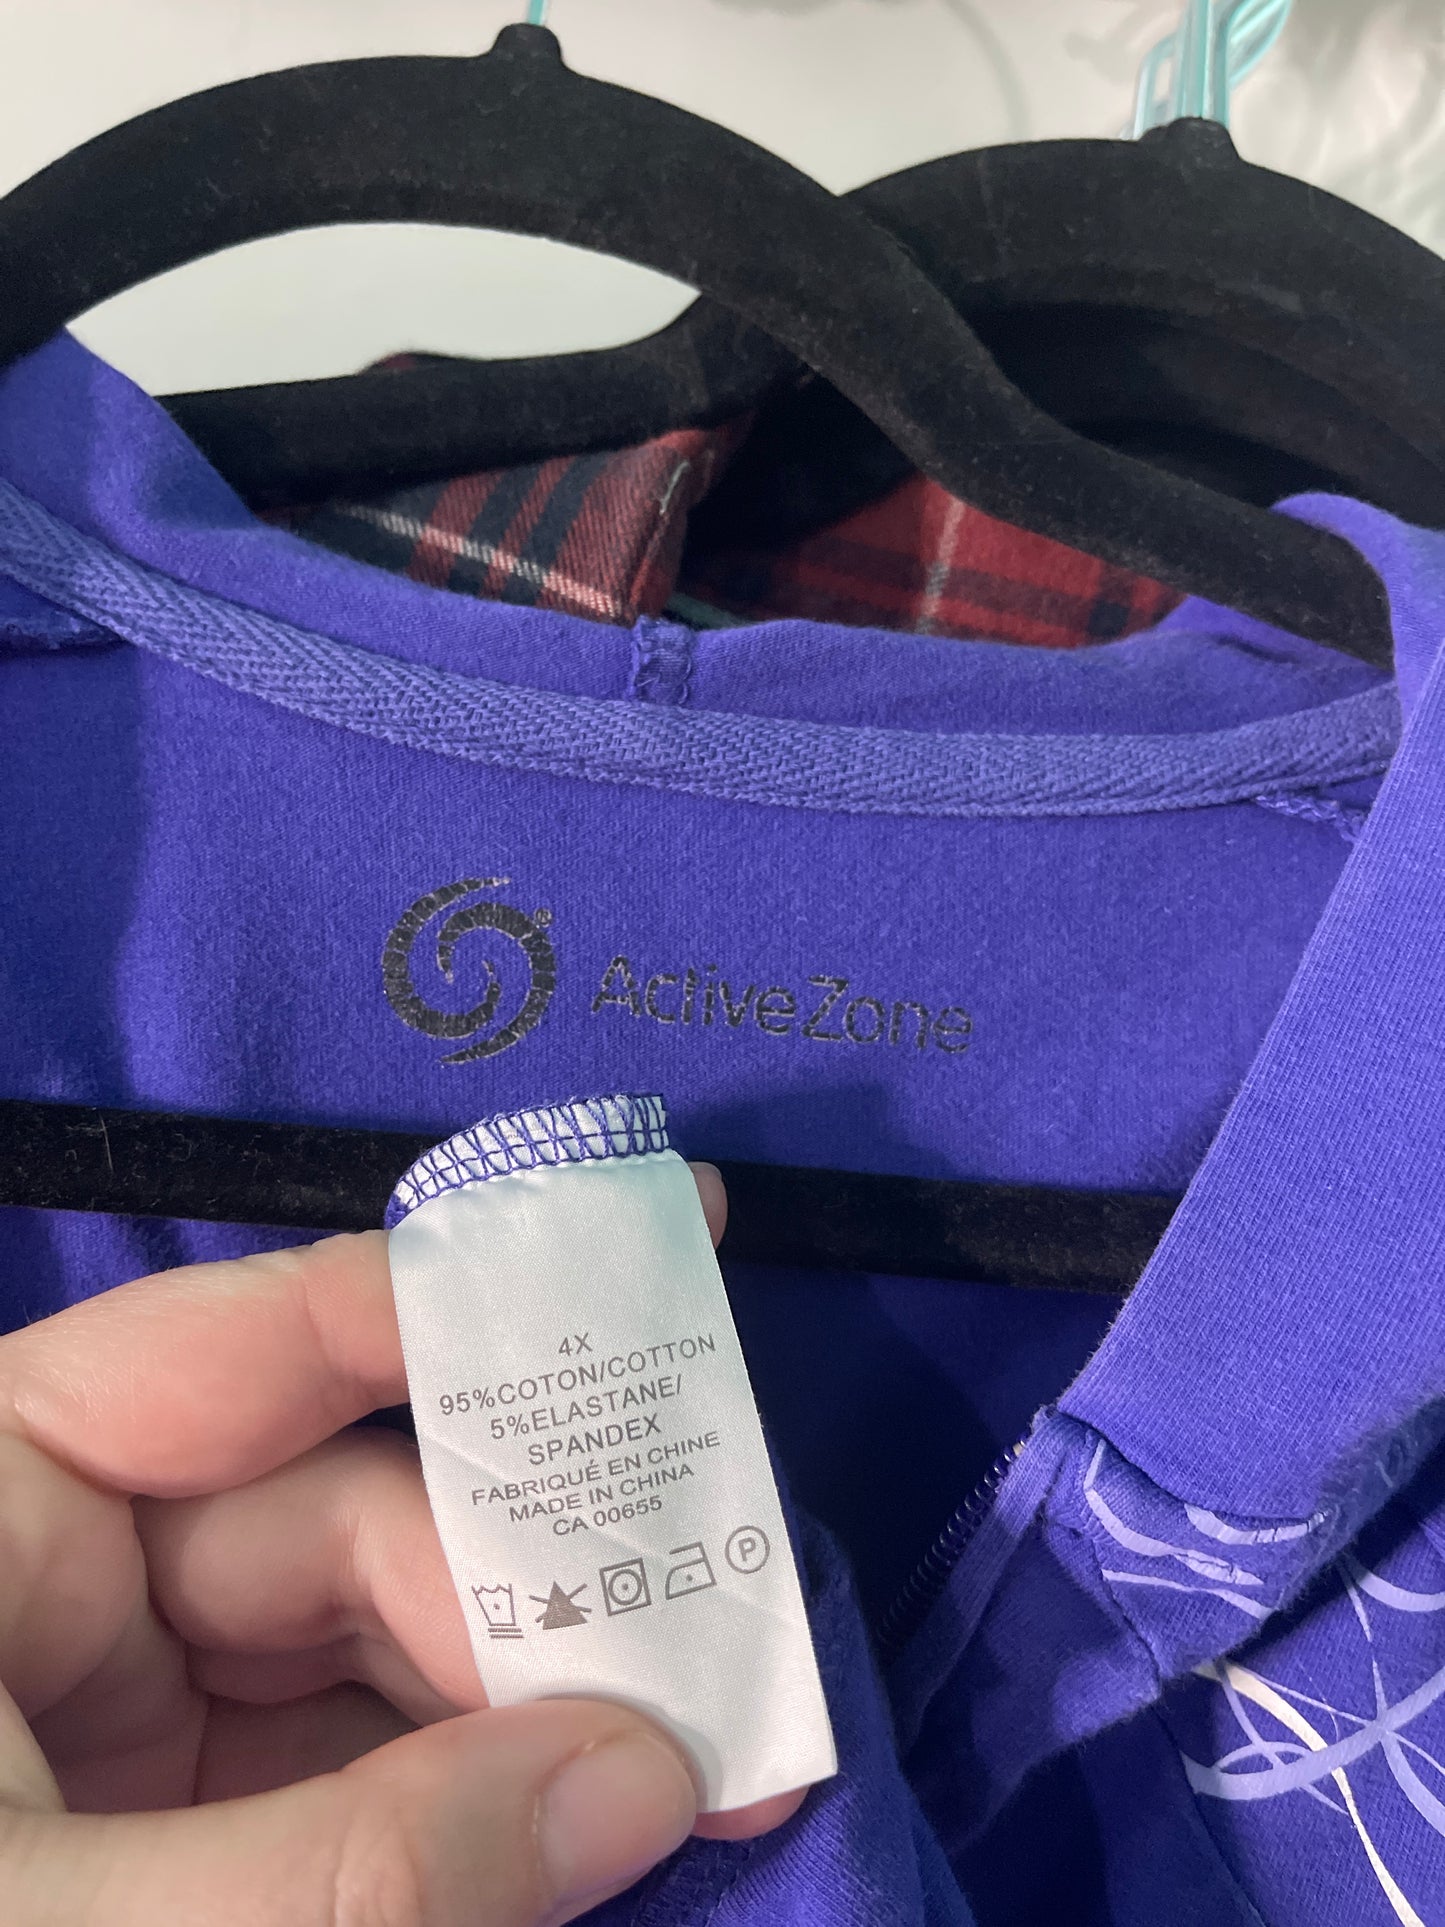 ® ActiveZone
4X
95%COTON/COTTON
5%ELASTANE/
SPANDEX
FABRIQUÉ EN CHINE
MADE IN CHINA
CA 00655
P